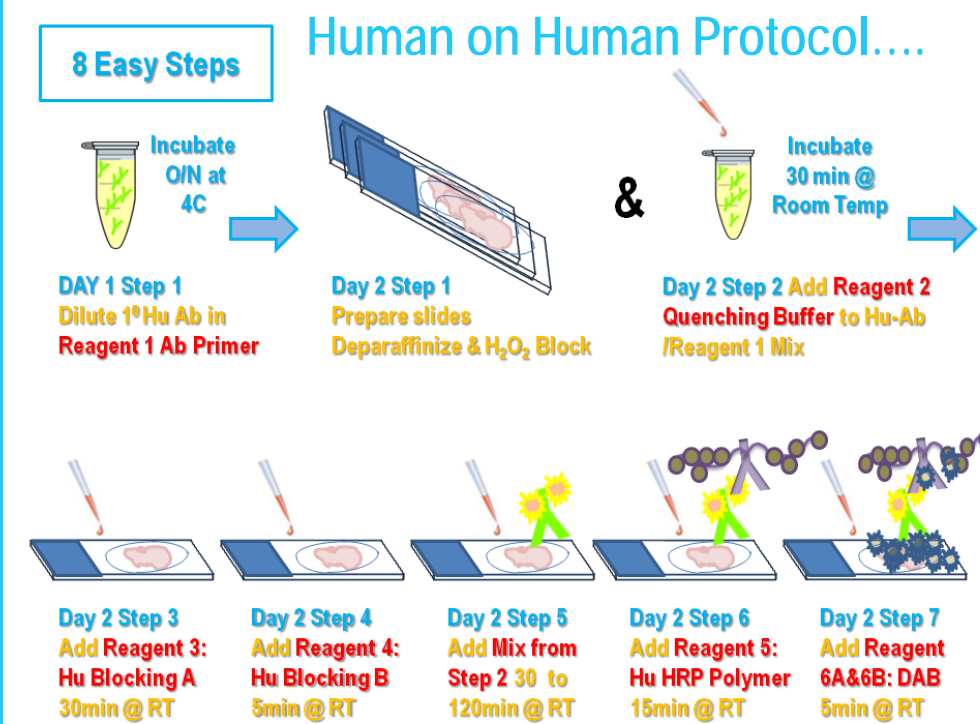 Human on Human Protocol....
8 Easy Steps
Incubate
O/N at
4C
&
Incubate
30 min @
Room Temp
DAY 1 Step 1
Dilute 1⁰ Hu Ab in
Reagent 1 Ab Primer
Day 2 Step 1
Prepare slides
Deparaffinize & H₂O₂ Block
Day 2 Step 2 Add Reagent 2
Quenching Buffer to Hu-Ab
/Reagent 1 Mix
Day 2 Step 3
Add Reagent 3:
Hu Blocking A
30min @ RT
Day 2 Step 4
Add Reagent 4:
Hu Blocking B
5min @ RT
Day 2 Step 5
Add Mix from
Step 2 30 to
120min @ RT
Day 2 Step 6
Add Reagent 5:
Hu HRP Polymer
15min @ RT
Day 2 Step 7
Add Reagent
6A&6B: DAB
5min @ RT